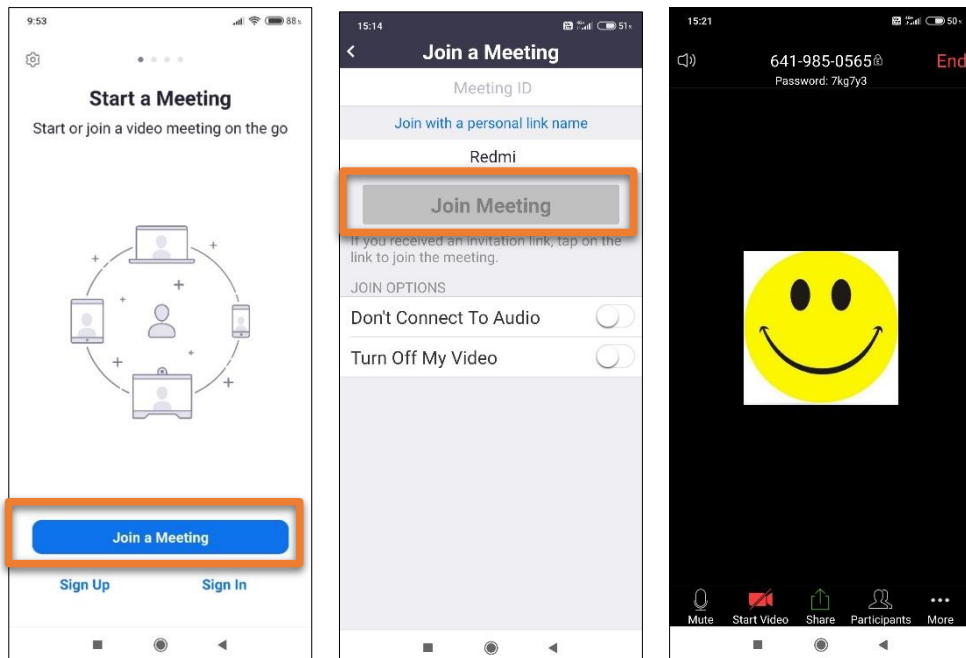 9:53
88%
Start a Meeting
Start or join a video meeting on the go
Join a Meeting
Sign Up
Sign In
15:14
51%
Join a Meeting
Meeting ID
Join with a personal link name
Redmi
Join Meeting
If you received an invitation link, tap on the
link to join the meeting.
JOIN OPTIONS
Don't Connect To Audio
Turn Off My Video
15:21
50%
641-985-0565
End
Password: 7kg7y3
Mute
Start Video
Share
Participants
More